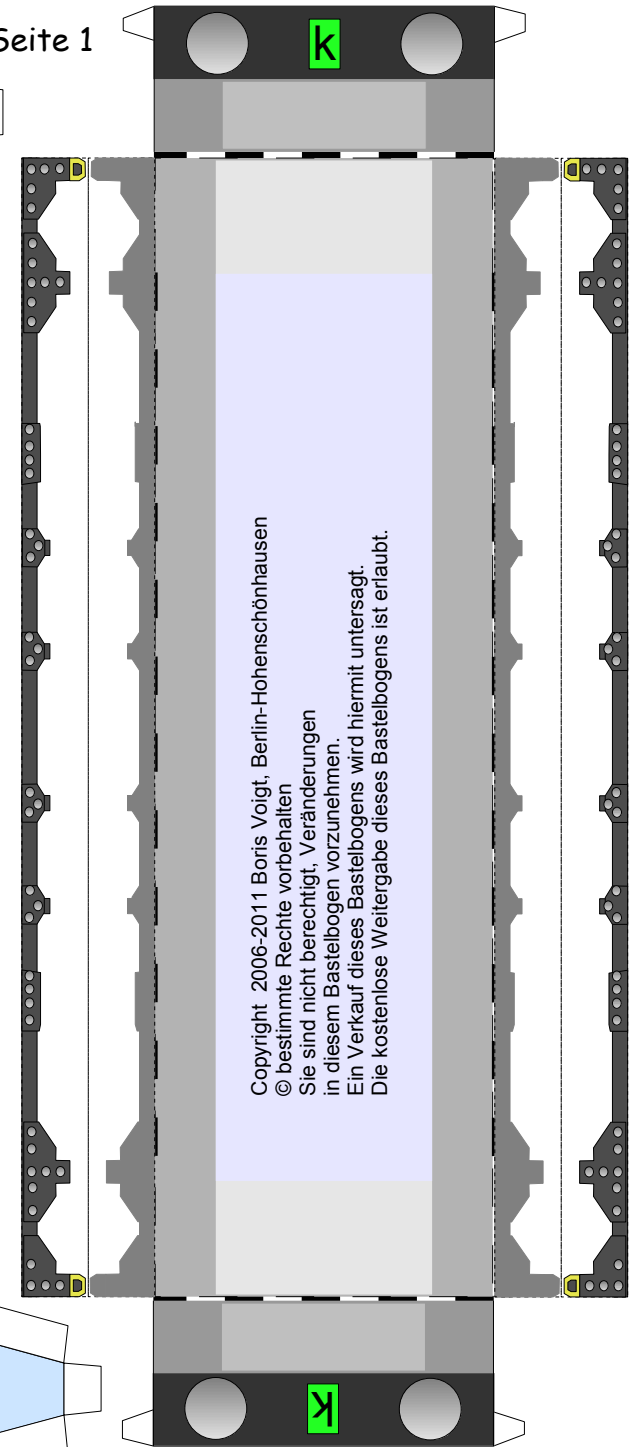 Seite 1
k
Copyright 2006-2011 Boris Voigt, Berlin-Hohenschönhausen
© bestimmte Rechte vorbehalten
Sie sind nicht berechtigt, Veränderungen
in diesem Bastelbogen vorzunehmen.
Ein Verkauf dieses Bastelbogens wird hiermit untersagt.
Die kostenlose Weitergabe dieses Bastelbogens ist erlaubt.
k